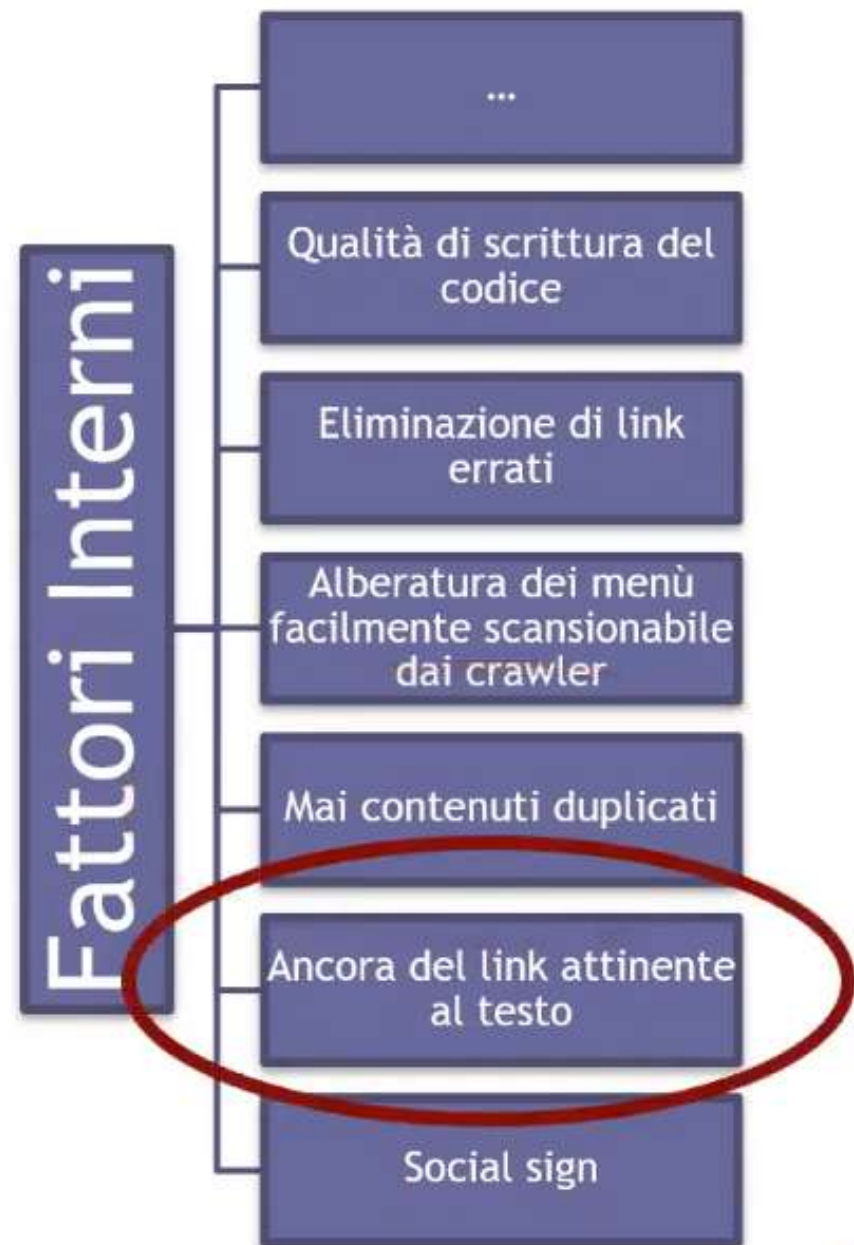 Fattori Interni
...
Qualità di scrittura del
codice
Eliminazione di link
errati
Alberatura dei menù
facilmente scansionabile
dai crawler
Mai contenuti duplicati
Ancora del link attinente
al testo
Social sign